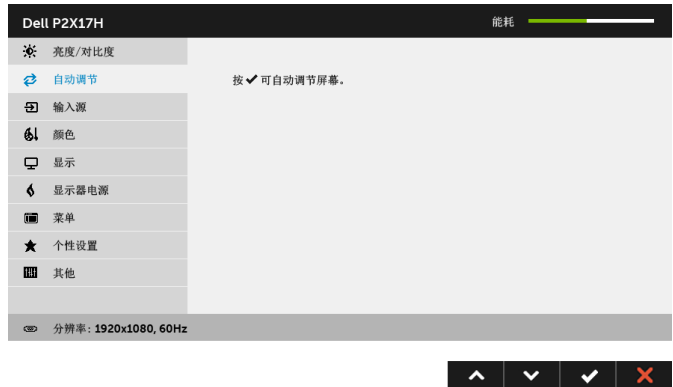 Dell P2X17H
能耗
亮度/对比度
自动调节
按✔可自动调节屏幕。
输入源
颜色
显示
显示器电源
菜单
个性设置
其他
分辨率: 1920x1080, 60Hz